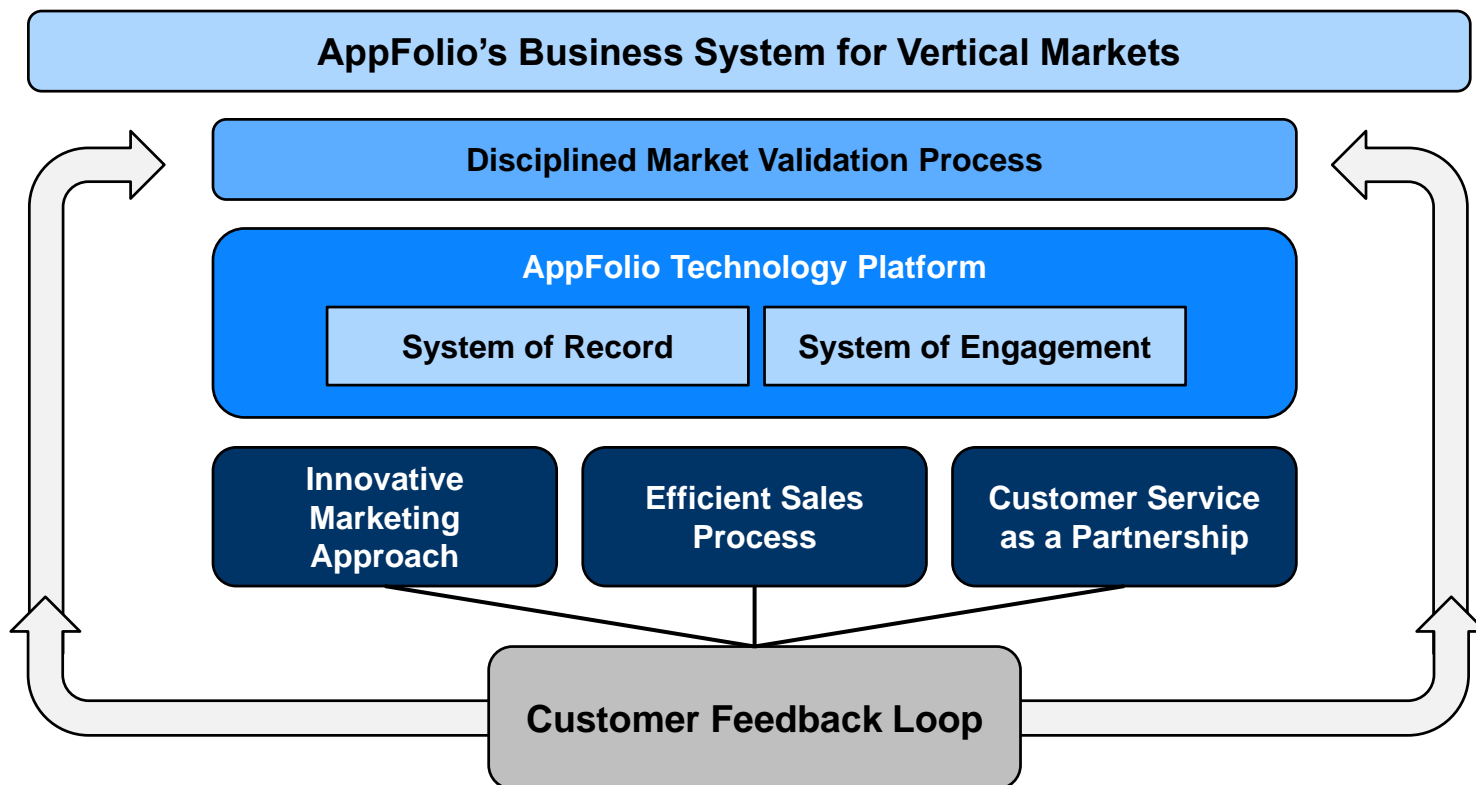 AppFolio’s Business System for Vertical Markets
Disciplined Market Validation Process
AppFolio Technology Platform
System of Record
System of Engagement
Innovative
Marketing
Approach
Efficient Sales
Process
Customer Service
as a Partnership
Customer Feedback Loop